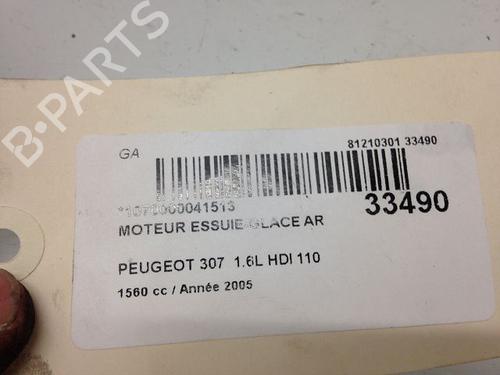 B-PARTS
GA
81210301 33490
33490
MOTEUR ESSUIE-GLACE AR
PEUGEOT 307 1.6L HDI 110
1560 cc / Année 2005